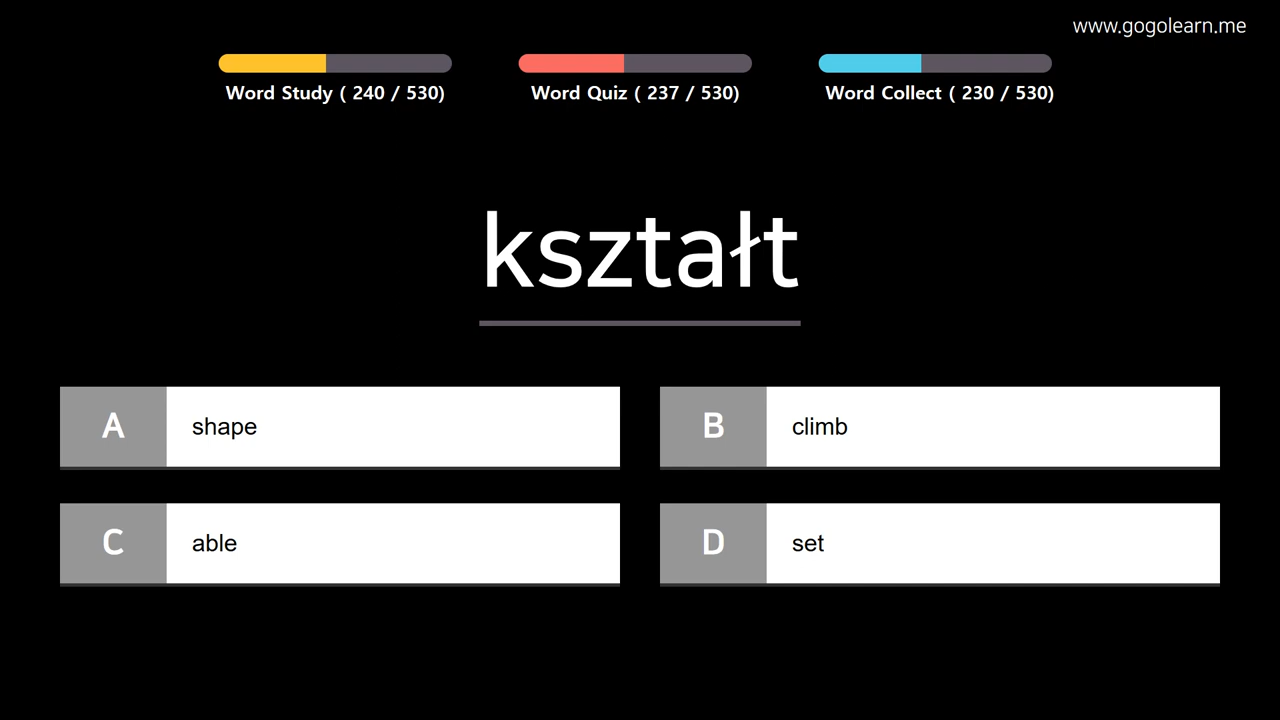 www.gogolearn.me
Word Study ( 240 / 530)
Word Quiz ( 237 / 530)
Word Collect ( 230 / 530)
kształt
A shape
B climb
C able
D set